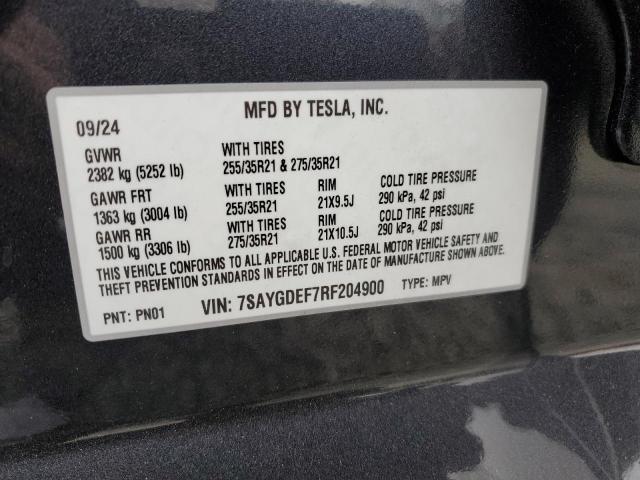 MFD BY TESLA, INC.
09/24
GVWR WITH TIRES
2382 kg (5252 lb) 255/35R21 & 275/35R21
GAWR FRT WITH TIRES RIM COLD TIRE PRESSURE
1363 kg (3004 lb) 255/35R21 21X9.5J 290 kPa, 42 psi
GAWR RR WITH TIRES RIM COLD TIRE PRESSURE
1500 kg (3306 lb) 275/35R21 21X10.5J 290 kPa, 42 psi
THIS VEHICLE CONFORMS TO ALL APPLICABLE U.S. FEDERAL MOTOR VEHICLE SAFETY AND
THEFT PREVENTION STANDARDS IN EFFECT ON THE DATE OF MANUFACTURE SHOWN ABOVE.
PNT: PN01 VIN: 7SAYGDEF7RF204900 TYPE: MPV